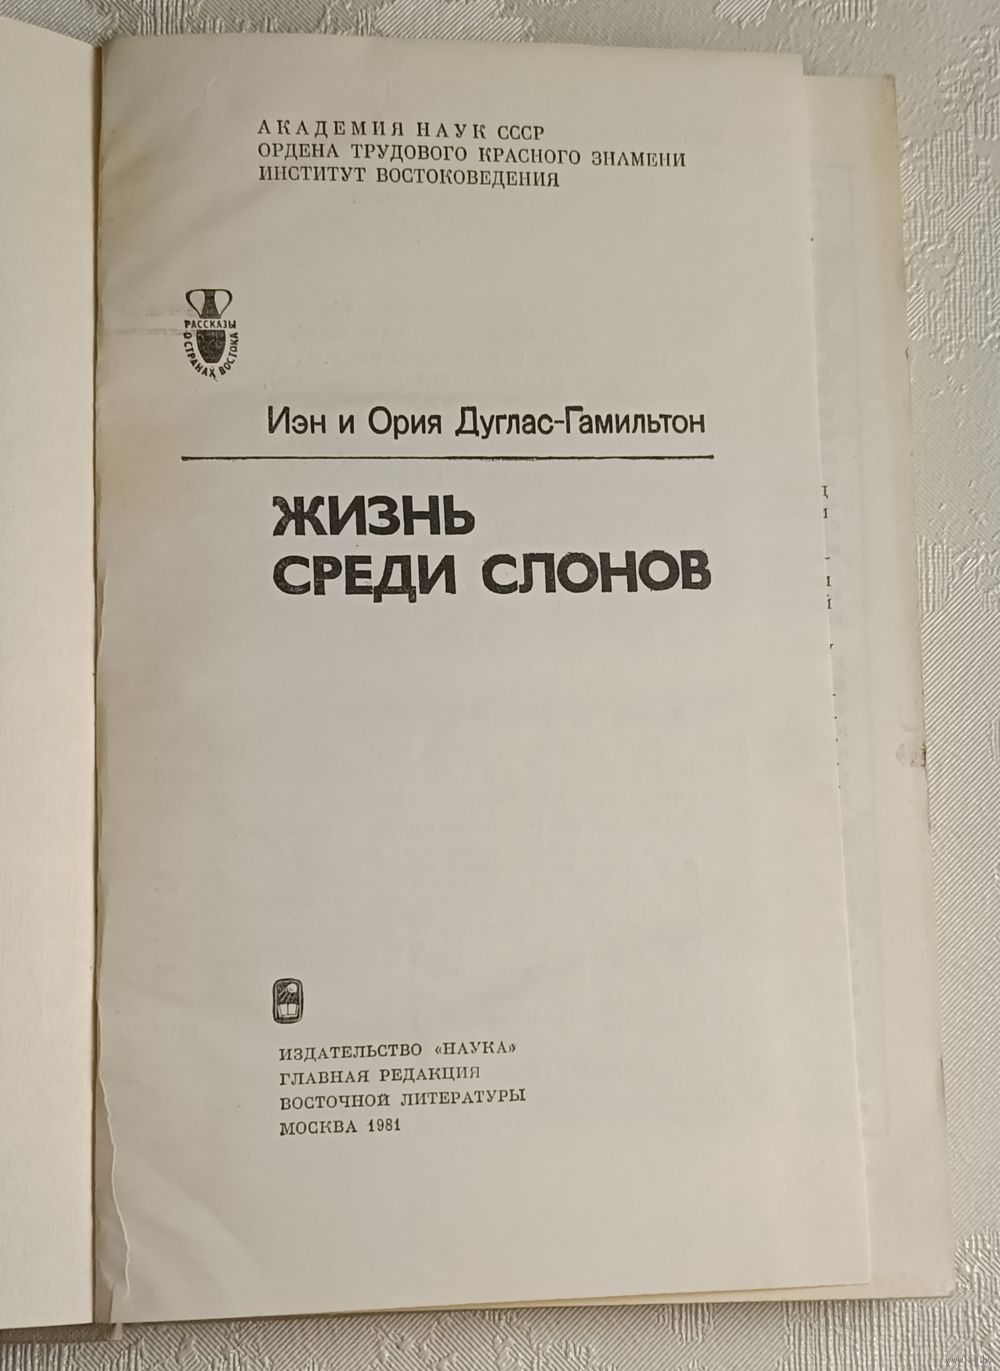 АКАДЕМИЯ НАУК СССР
ОРДЕНА ТРУДОВОГО КРАСНОГО ЗНАМЕНИ
ИНСТИТУТ ВОСТОКОВЕДЕНИЯ
РАССКАЗЫ
О СТРАНАХ ВОСТОКА
Иэн и Ория Дуглас-Гамильтон
ЖИЗНЬ
СРЕДИ СЛОНОВ
ИЗДАТЕЛЬСТВО «НАУКА»
ГЛАВНАЯ РЕДАКЦИЯ
ВОСТОЧНОЙ ЛИТЕРАТУРЫ
МОСКВА 1981